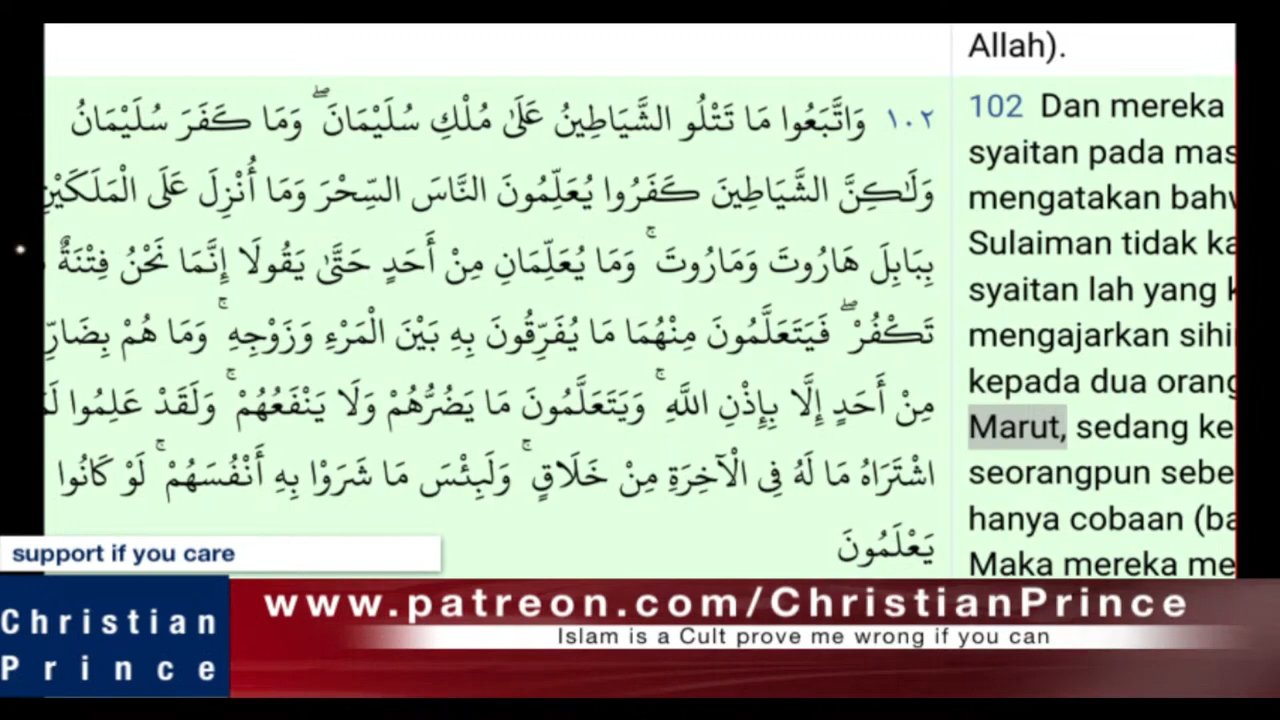 Allah).
١٠٢ وَاتَّبَعُوا مَا تَتْلُو الشَّيَاطِينُ عَلَىٰ مُلْكِ سُلَيْمَانَ ۖ وَمَا كَفَرَ سُلَيْمَانُ
وَلَٰكِنَّ الشَّيَاطِينَ كَفَرُوا يُعَلِّمُونَ النَّاسَ السِّحْرَ وَمَا أُنْزِلَ عَلَى الْمَلَكَيْنِ
بِبَابِلَ هَارُوتَ وَمَارُوتَ ۚ وَمَا يُعَلِّمَانِ مِنْ أَحَدٍ حَتَّىٰ يَقُولَا إِنَّمَا نَحْنُ فِتْنَةٌ
تَكْفُرْ ۖ فَيَتَعَلَّمُونَ مِنْهُمَا مَا يُفَرِّقُونَ بِهِ بَيْنَ الْمَرْءِ وَزَوْجِهِ ۚ وَمَا هُمْ بِضَارِّ
مِنْ أَحَدٍ إِلَّا بِإِذْنِ اللَّهِ ۚ وَيَتَعَلَّمُونَ مَا يَضُرُّهُمْ وَلَا يَنْفَعُهُمْ ۚ وَلَقَدْ عَلِمُوا
اشْتَرَاهُ مَا لَهُ فِي الْآخِرَةِ مِنْ خَلَاقٍ ۚ وَلَبِئْسَ مَا شَرَوْا بِهِ أَنْفُسَهُمْ ۚ لَوْ كَانُوا
يَعْلَمُونَ
102 Dan mereka
syaitan pada mas
mengatakan bah
Sulaiman tidak ka
syaitan lah yang k
mengajarkan sihi
kepada dua orang
Marut, sedang ke
seorangpun sebe
hanya cobaan (ba
Maka mereka me
support if you care
Christian
Prince
www.patreon.com/ChristianPrince
Islam is a Cult prove me wrong if you can